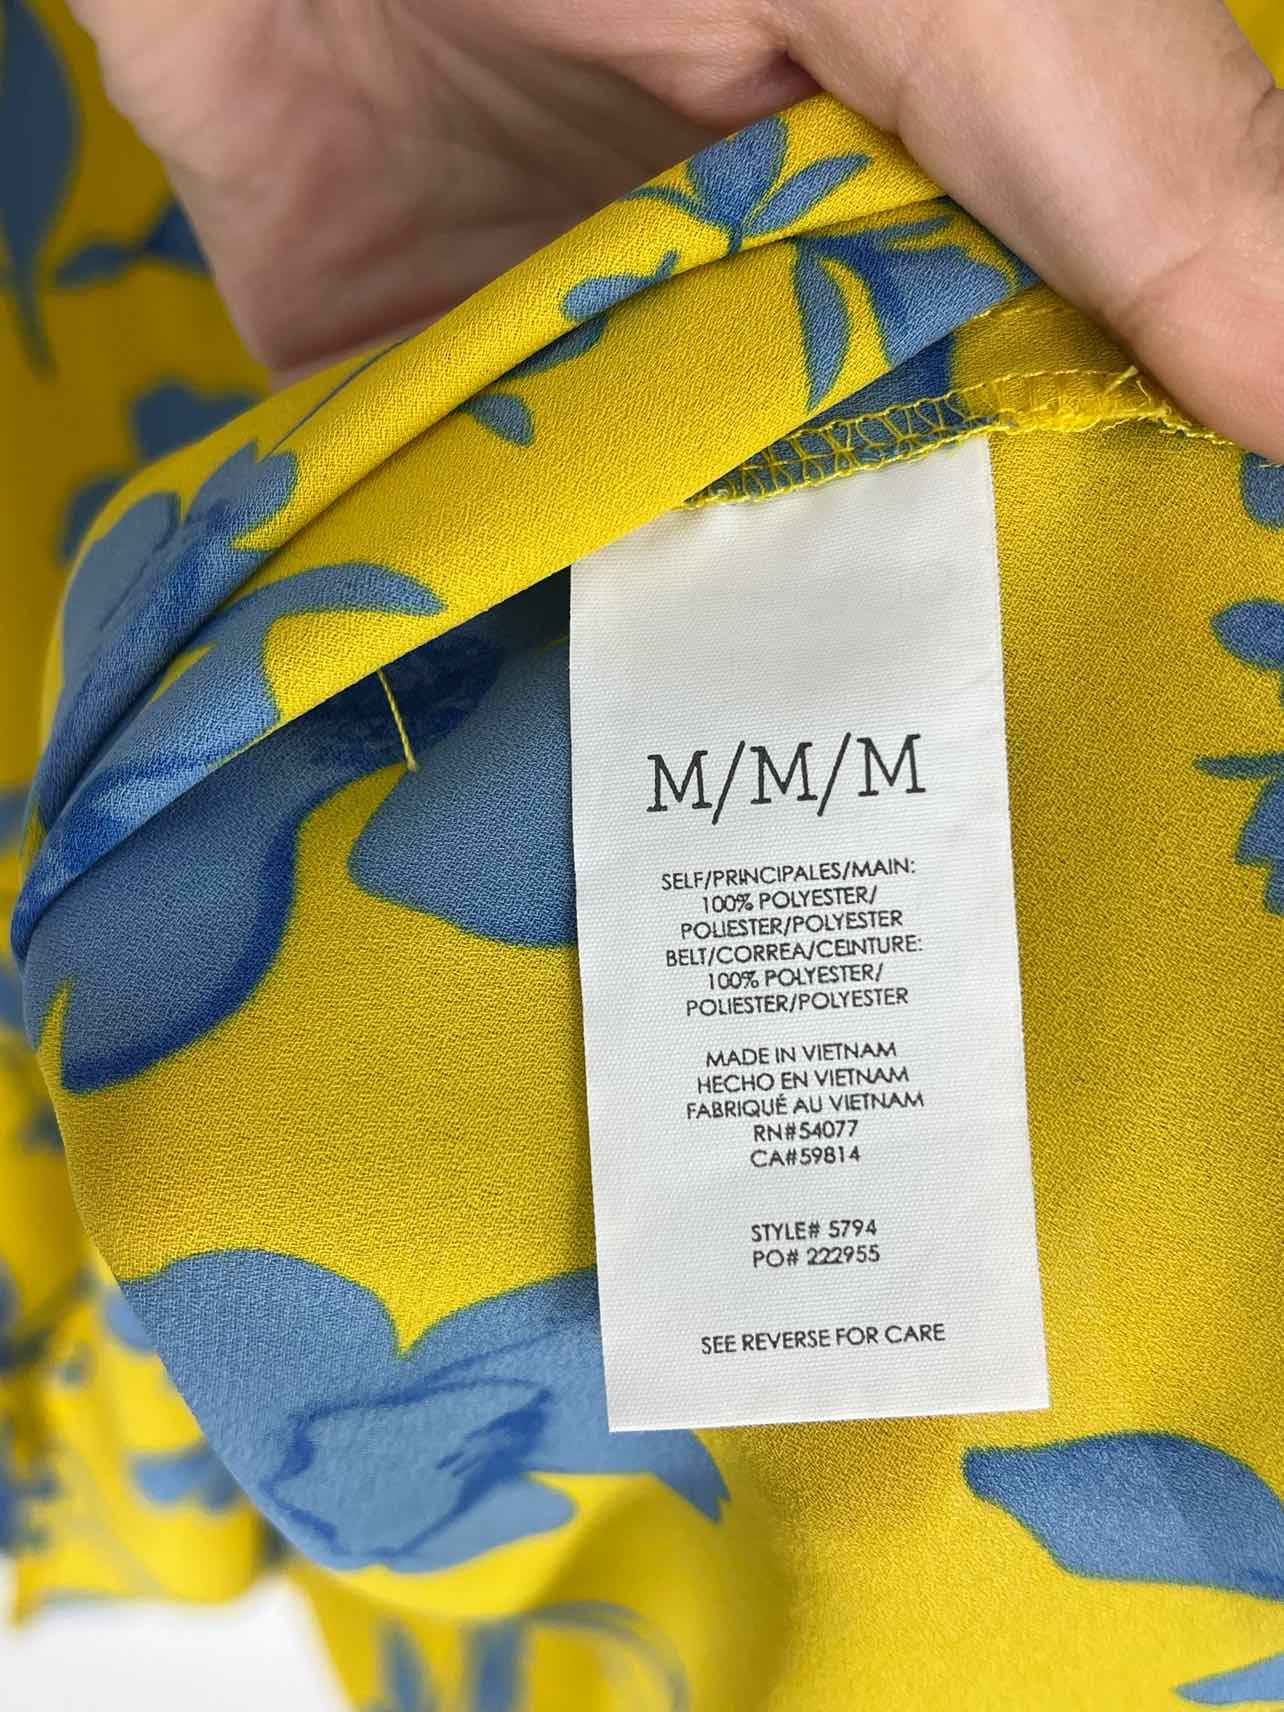 M/M/M
SELF/PRINCIPALES/MAIN:
100% POLYESTER/
POLIESTER/POLYESTER
BELT/CORREA/CEINTURE:
100% POLYESTER/
POLIESTER/POLYESTER
MADE IN VIETNAM
HECHO EN VIETNAM
FABRIQUÉ AU VIETNAM
RN#54077
CA#59814
STYLE# 5794
PO# 222955
SEE REVERSE FOR CARE